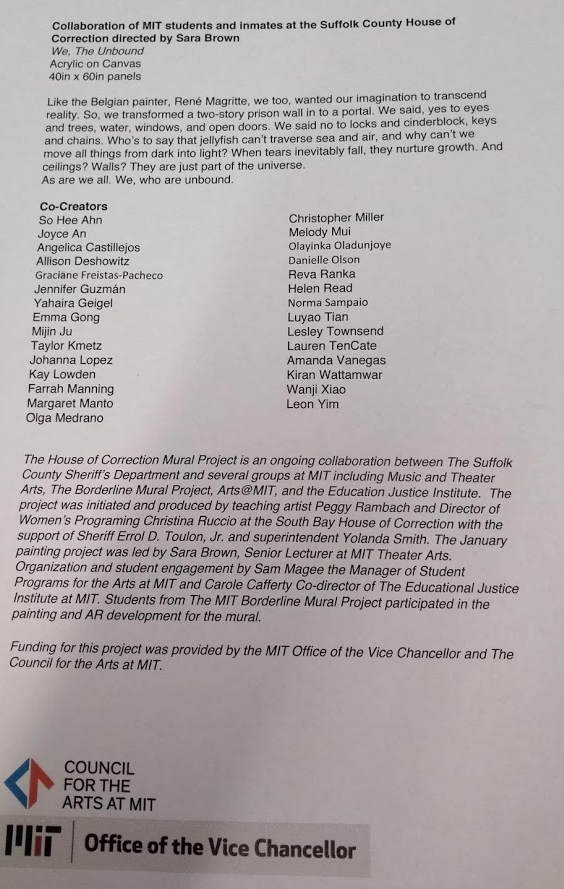 Collaboration of MIT students and inmates at the Suffolk County House of
Correction directed by Sara Brown
We, The Unbound
Acrylic on Canvas
40in x 60in panels
Like the Belgian painter, René Magritte, we too, wanted our imagination to transcend
reality. So, we transformed a two-story prison wall in to a portal. We said, yes to eyes
and trees, water, windows, and open doors. We said no to locks and cinderblock, keys
and chains. Who's to say that jellyfish can't traverse sea and air, and why can't we
move all things from dark into light? When tears inevitably fall, they nurture growth. And
ceilings? Walls? They are just part of the universe.
As are we all. We, who are unbound.
Co-Creators
So Hee Ahn
Joyce An
Angelica Castillejos
Allison Deshowitz
Graciane Freistas-Pacheco
Jennifer Guzmán
Yahaira Geigel
Emma Gong
Mijin Ju
Taylor Kmetz
Johanna Lopez
Kay Lowden
Farrah Manning
Margaret Manto
Olga Medrano
Christopher Miller
Melody Mui
Olayinka Oladunjoye
Danielle Olson
Reva Ranka
Helen Read
Norma Sampaio
Luyao Tian
Lesley Townsend
Lauren TenCate
Amanda Vanegas
Kiran Wattamwar
Wanji Xiao
Leon Yim
The House of Correction Mural Project is an ongoing collaboration between The Suffolk
County Sheriff's Department and several groups at MIT including Music and Theater
Arts, The Borderline Mural Project, Arts@MIT, and the Education Justice Institute. The
project was initiated and produced by teaching artist Peggy Rambach and Director of
Women's Programing Christina Ruccio at the South Bay House of Correction with the
support of Sheriff Errol D. Toulon, Jr. and superintendent Yolanda Smith. The January
painting project was led by Sara Brown, Senior Lecturer at MIT Theater Arts.
Organization and student engagement by Sam Magee the Manager of Student
Programs for the Arts at MIT and Carole Cafferty Co-director of The Educational Justice
Institute at MIT. Students from The MIT Borderline Mural Project participated in the
painting and AR development for the mural.
Funding for this project was provided by the MIT Office of the Vice Chancellor and The
Council for the Arts at MIT.
COUNCIL
FOR THE
ARTS AT MIT
MIT Office of the Vice Chancellor